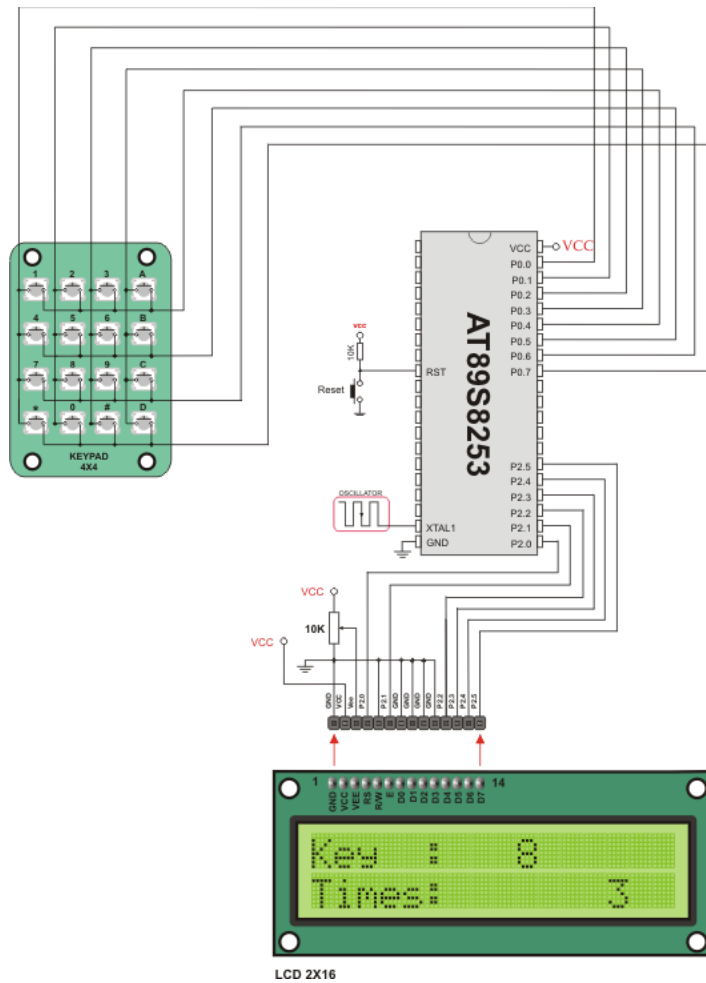 1 2 3 A
4 5 6 B
7 8 9 C
* 0 # D
KEYPAD
4X4
AT89S8253
VCC
VCC
P0.0
P0.1
P0.2
P0.3
P0.4
P0.5
P0.6
P0.7
vcc
10K
Reset
RST
P2.5
P2.4
P2.3
P2.2
P2.1
P2.0
OSCILLATOR
XTAL1
GND
VCC
10K
VCC
GND VCC Vee P2.0 P2.1 GND GND GND GND P2.2 P2.3 P2.4 P2.5
1 14
GND VCC VEE RS R/W E D0 D1 D2 D3 D4 D5 D6 D7
Key : 8
Times: 3
LCD 2X16